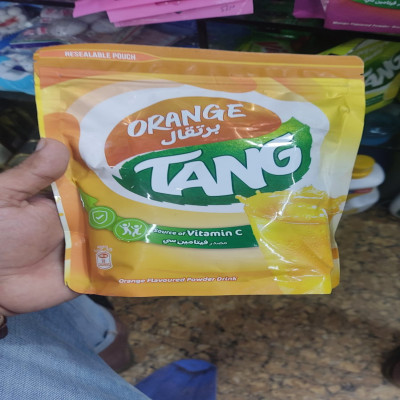 RESEALABLE POUCH
ORANGE
برتقال
TANG
Source of Vitamin C
مصدر فيتامين سي
Orange Flavoured Powder Drink